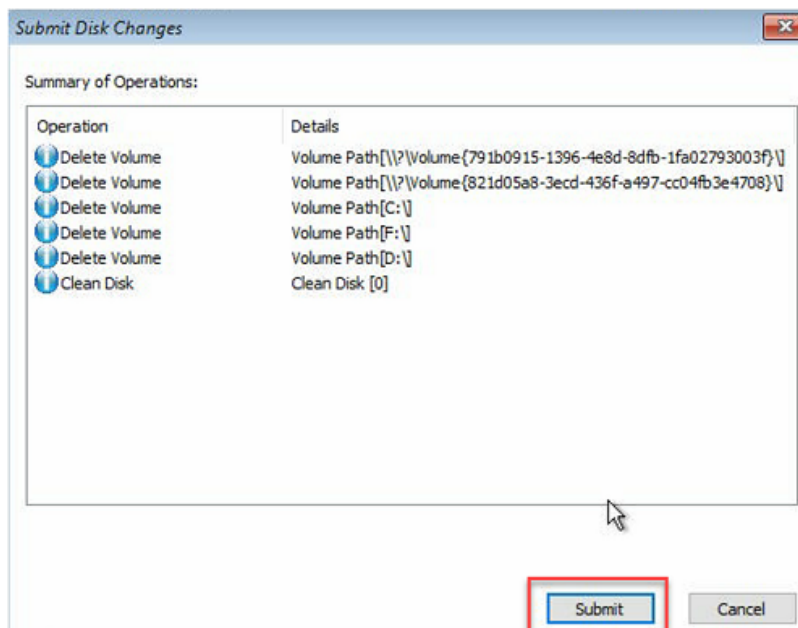 Submit Disk Changes
Summary of Operations:
Operation Details
Delete Volume Volume Path[\\?\Volume{791b0915-1396-4e8d-8dfb-1fa02793003f}\]
Delete Volume Volume Path[\\?\Volume{821d05a8-3ecd-436f-a497-cc04fb3e4708}\]
Delete Volume Volume Path[C:\]
Delete Volume Volume Path[F:\]
Delete Volume Volume Path[D:\]
Clean Disk Clean Disk [0]
Submit Cancel